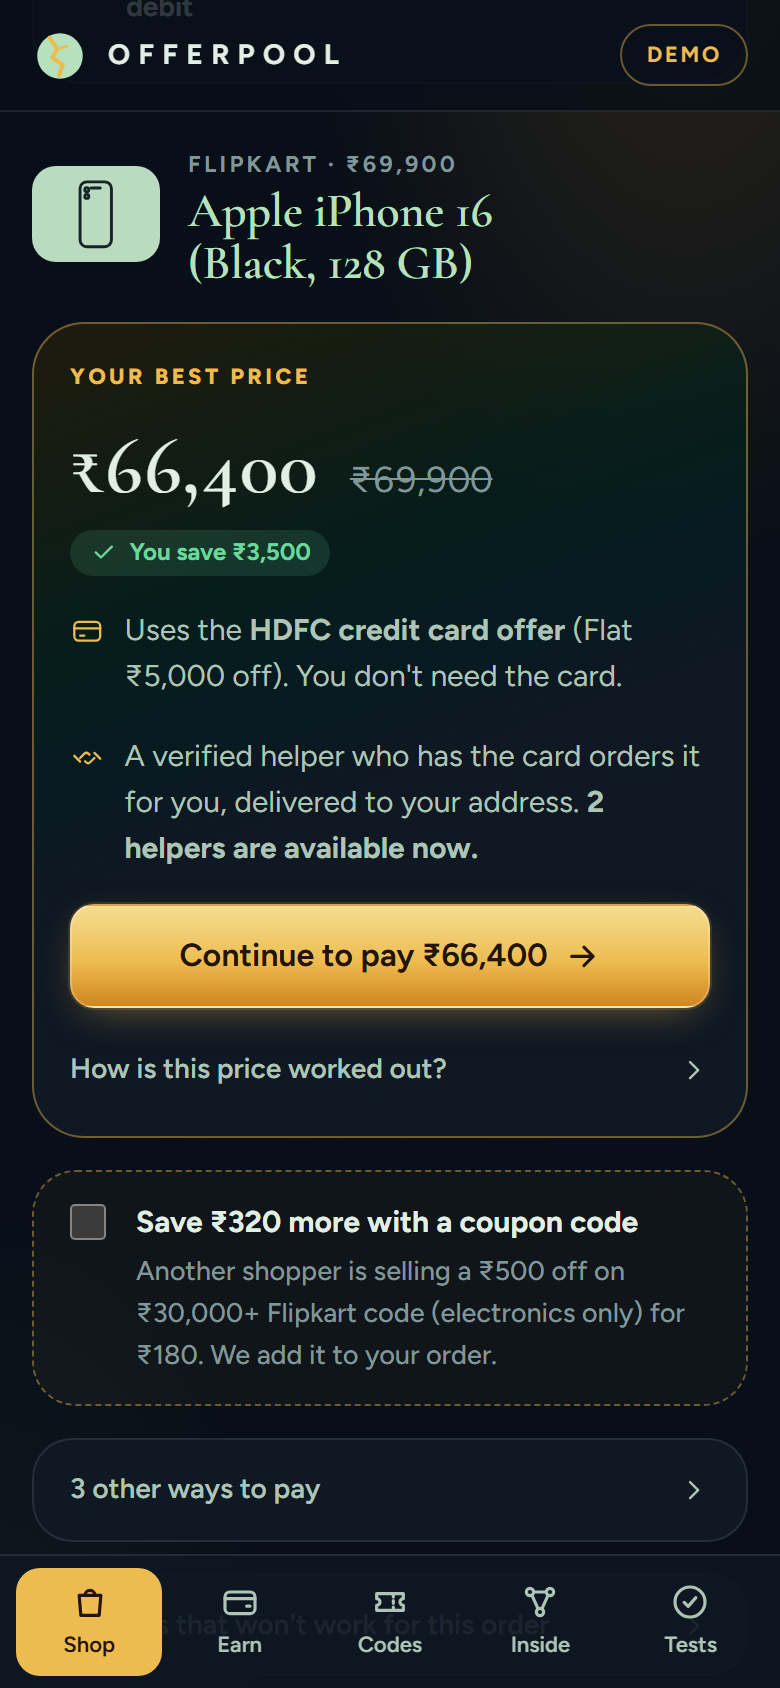 debit
OFFERPOOL
DEMO
FLIPKART · ₹69,900
Apple iPhone 16
(Black, 128 GB)
YOUR BEST PRICE
₹66,400 ₹69,900
You save ₹3,500
Uses the HDFC credit card offer (Flat
₹5,000 off). You don't need the card.
A verified helper who has the card orders it
for you, delivered to your address. 2
helpers are available now.
Continue to pay ₹66,400 →
How is this price worked out?
Save ₹320 more with a coupon code
Another shopper is selling a ₹500 off on
₹30,000+ Flipkart code (electronics only) for
₹180. We add it to your order.
3 other ways to pay
s that won't work for this order
Shop
Earn
Codes
Inside
Tests